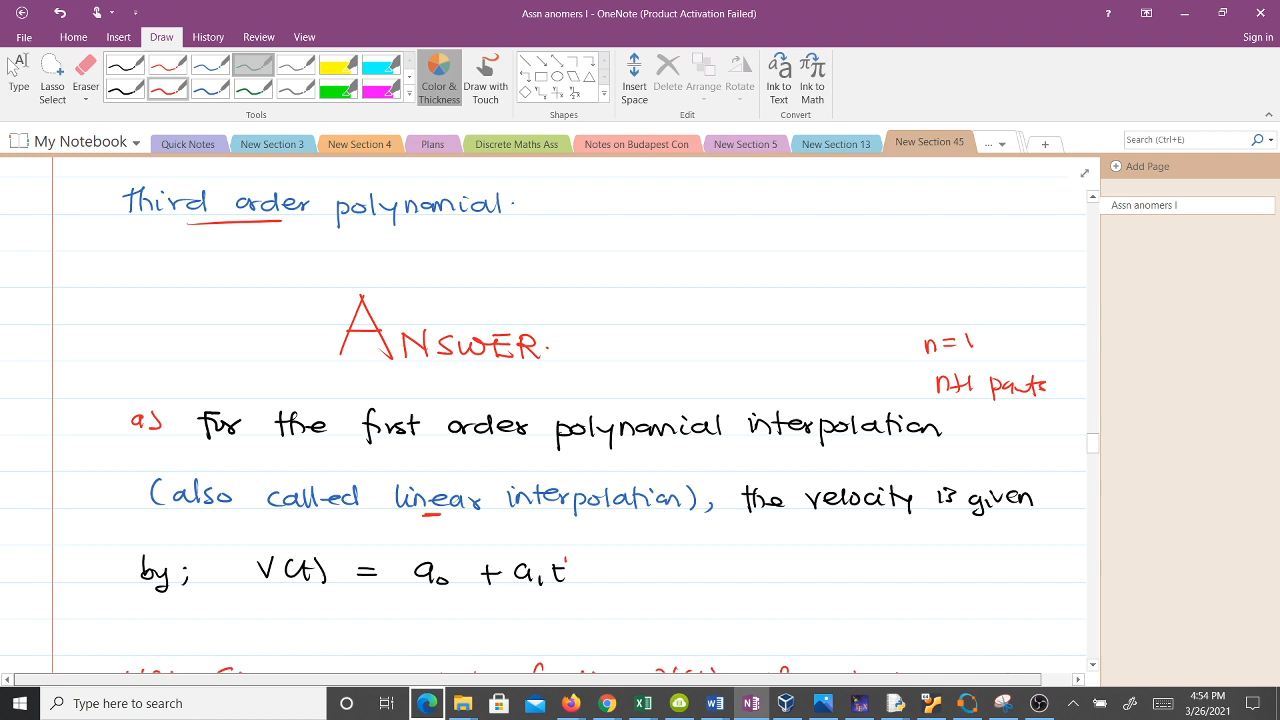 Assn anomers I - OneNote (Product Activation Failed)
File Home Insert Draw History Review View
Sign in
Type
Lasso Select
Eraser
Color & Thickness
Draw with Touch
Insert Space
Delete
Arrange
Rotate
Ink to Text
Ink to Math
Tools
Shapes
Edit
Convert
My Notebook
Quick Notes
New Section 3
New Section 4
Plans
Discrete Maths Ass
Notes on Budapest Con
New Section 5
New Section 13
New Section 45
...
Search (Ctrl+E)
Add Page
Assn anomers I
third order polynomial.
ANSWER.
n = 1
n+1 points
a) For the first order polynomial interpolation
(also called linear interpolation), the velocity is given
by; V(t) = a₀ + a₁t¹
Type here to search
4:54 PM
3/26/2021